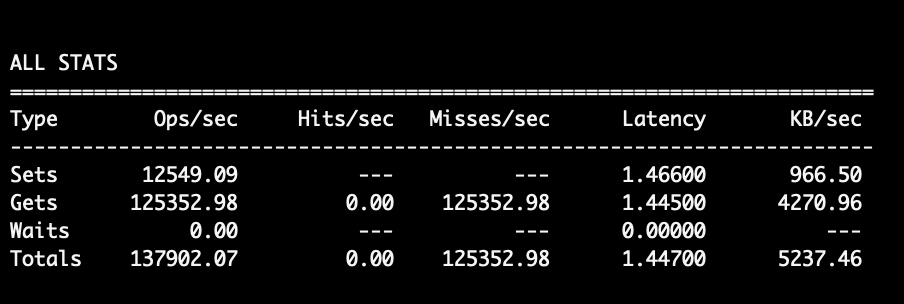 ALL STATS
========================================================================
Type        Ops/sec     Hits/sec   Misses/sec      Latency       KB/sec
------------------------------------------------------------------------
Sets       12549.09          ---          ---      1.46600       966.50
Gets      125352.98         0.00    125352.98      1.44500      4270.96
Waits          0.00          ---          ---      0.00000          ---
Totals    137902.07         0.00    125352.98      1.44700      5237.46